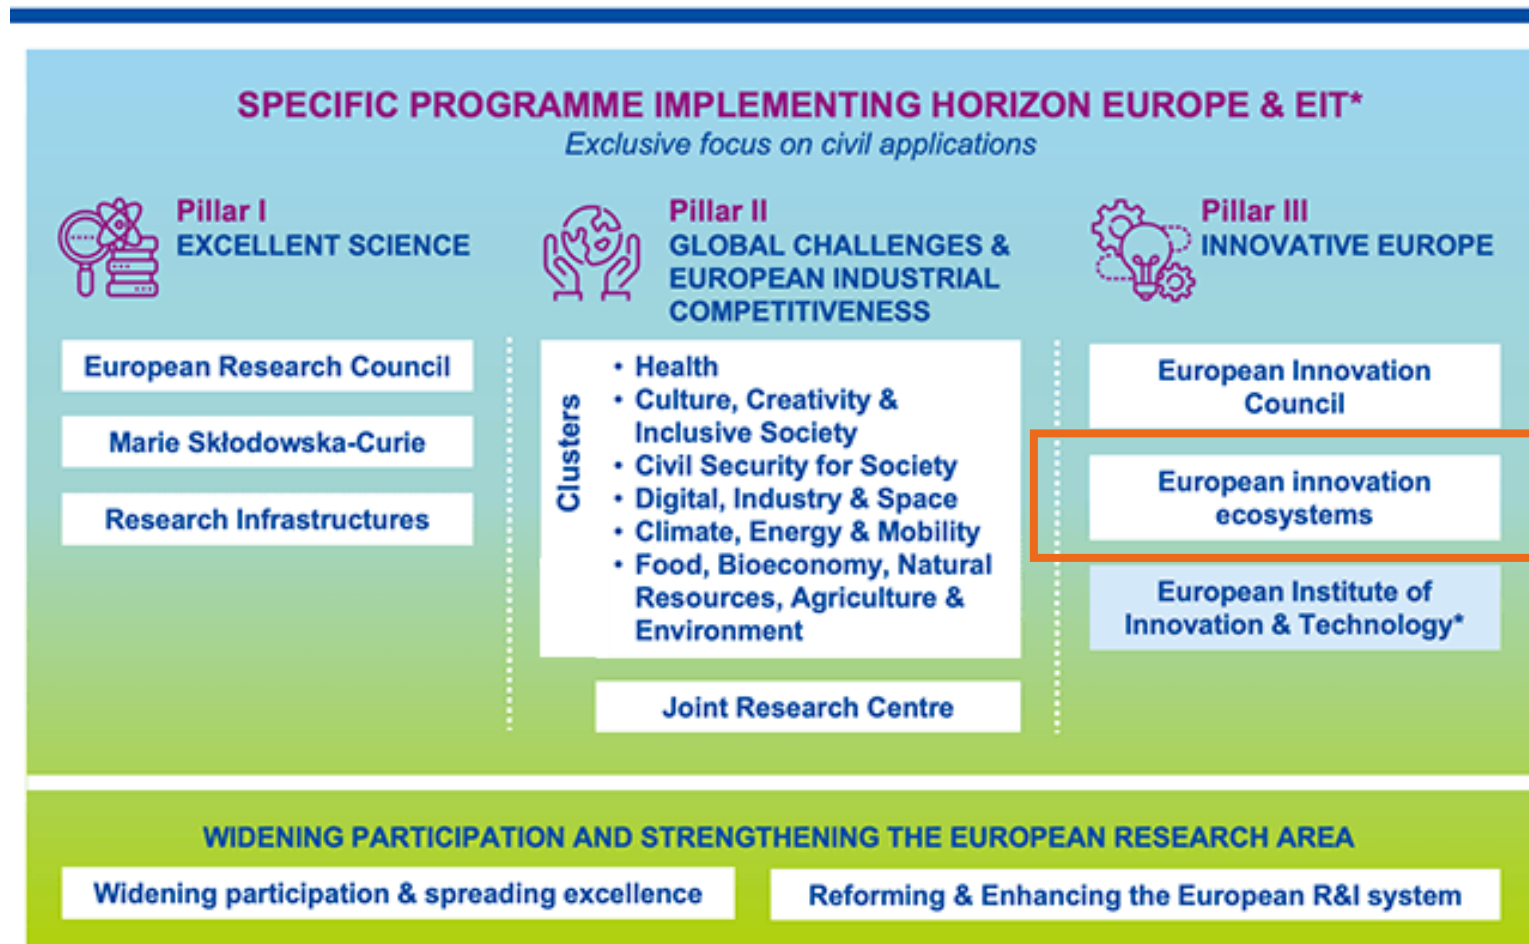 SPECIFIC PROGRAMME IMPLEMENTING HORIZON EUROPE & EIT*
Exclusive focus on civil applications
Pillar I
EXCELLENT SCIENCE
European Research Council
Marie Skłodowska-Curie
Research Infrastructures
Pillar II
GLOBAL CHALLENGES &
EUROPEAN INDUSTRIAL
COMPETITIVENESS
Clusters
• Health
• Culture, Creativity &
Inclusive Society
• Civil Security for Society
• Digital, Industry & Space
• Climate, Energy & Mobility
• Food, Bioeconomy, Natural
Resources, Agriculture &
Environment
Joint Research Centre
Pillar III
INNOVATIVE EUROPE
European Innovation
Council
European innovation
ecosystems
European Institute of
Innovation & Technology*
WIDENING PARTICIPATION AND STRENGTHENING THE EUROPEAN RESEARCH AREA
Widening participation & spreading excellence
Reforming & Enhancing the European R&I system